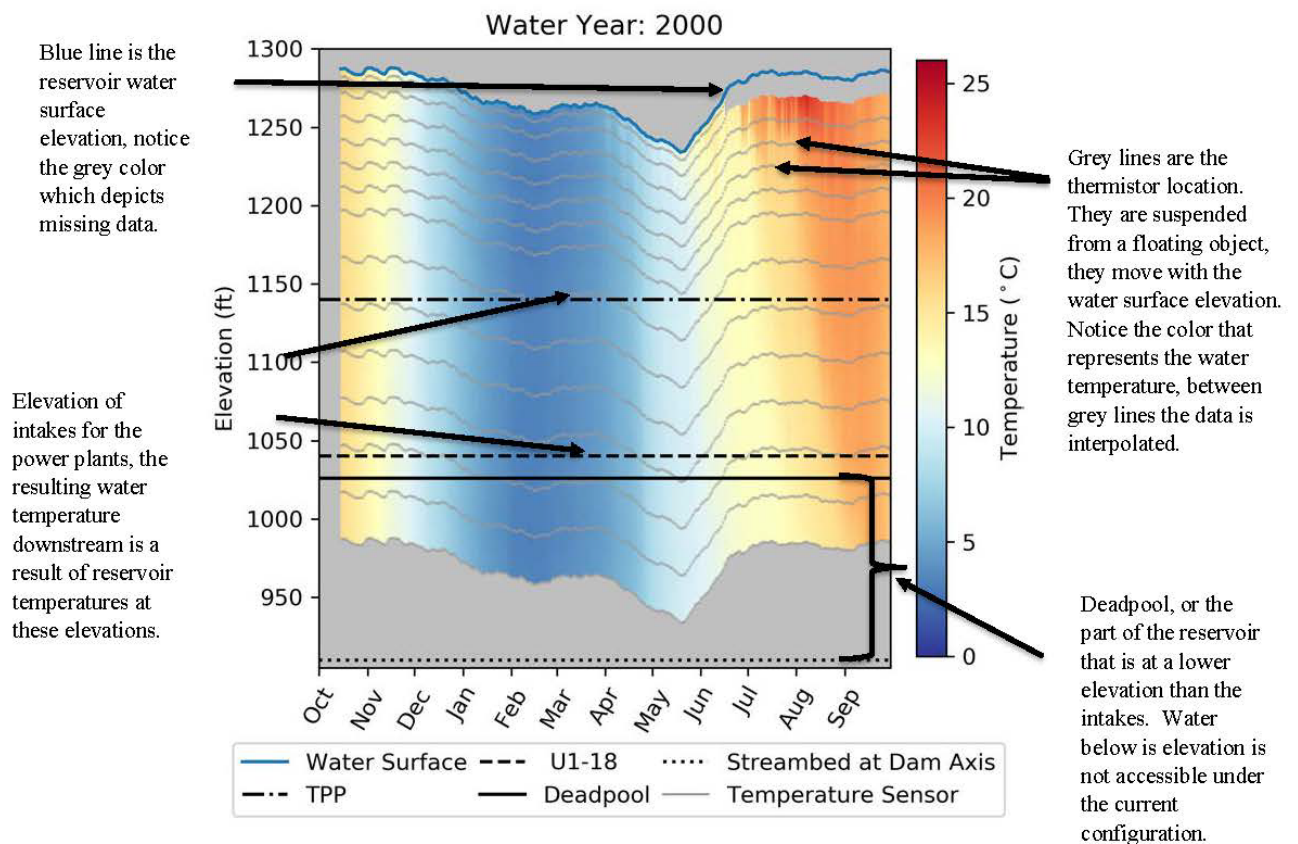 Water Year: 2000
Blue line is the
reservoir water
surface
elevation, notice
the grey color
which depicts
missing data.
Elevation of
intakes for the
power plants, the
resulting water
temperature
downstream is a
result of reservoir
temperatures at
these elevations.
Elevation (ft)
1300
1250
1200
1150
1100
1050
1000
950
Oct
Nov
Dec
Jan
Feb
Mar
Apr
May
Jun
Jul
Aug
Sep
25
20
15
10
5
0
Temperature (°C)
Grey lines are the
thermistor location.
They are suspended
from a floating object,
they move with the
water surface elevation.
Notice the color that
represents the water
temperature, between
grey lines the data is
interpolated.
Deadpool, or the
part of the reservoir
that is at a lower
elevation than the
intakes. Water
below is elevation is
not accessible under
the current
configuration.
Water Surface
U1-18
Streambed at Dam Axis
TPP
Deadpool
Temperature Sensor